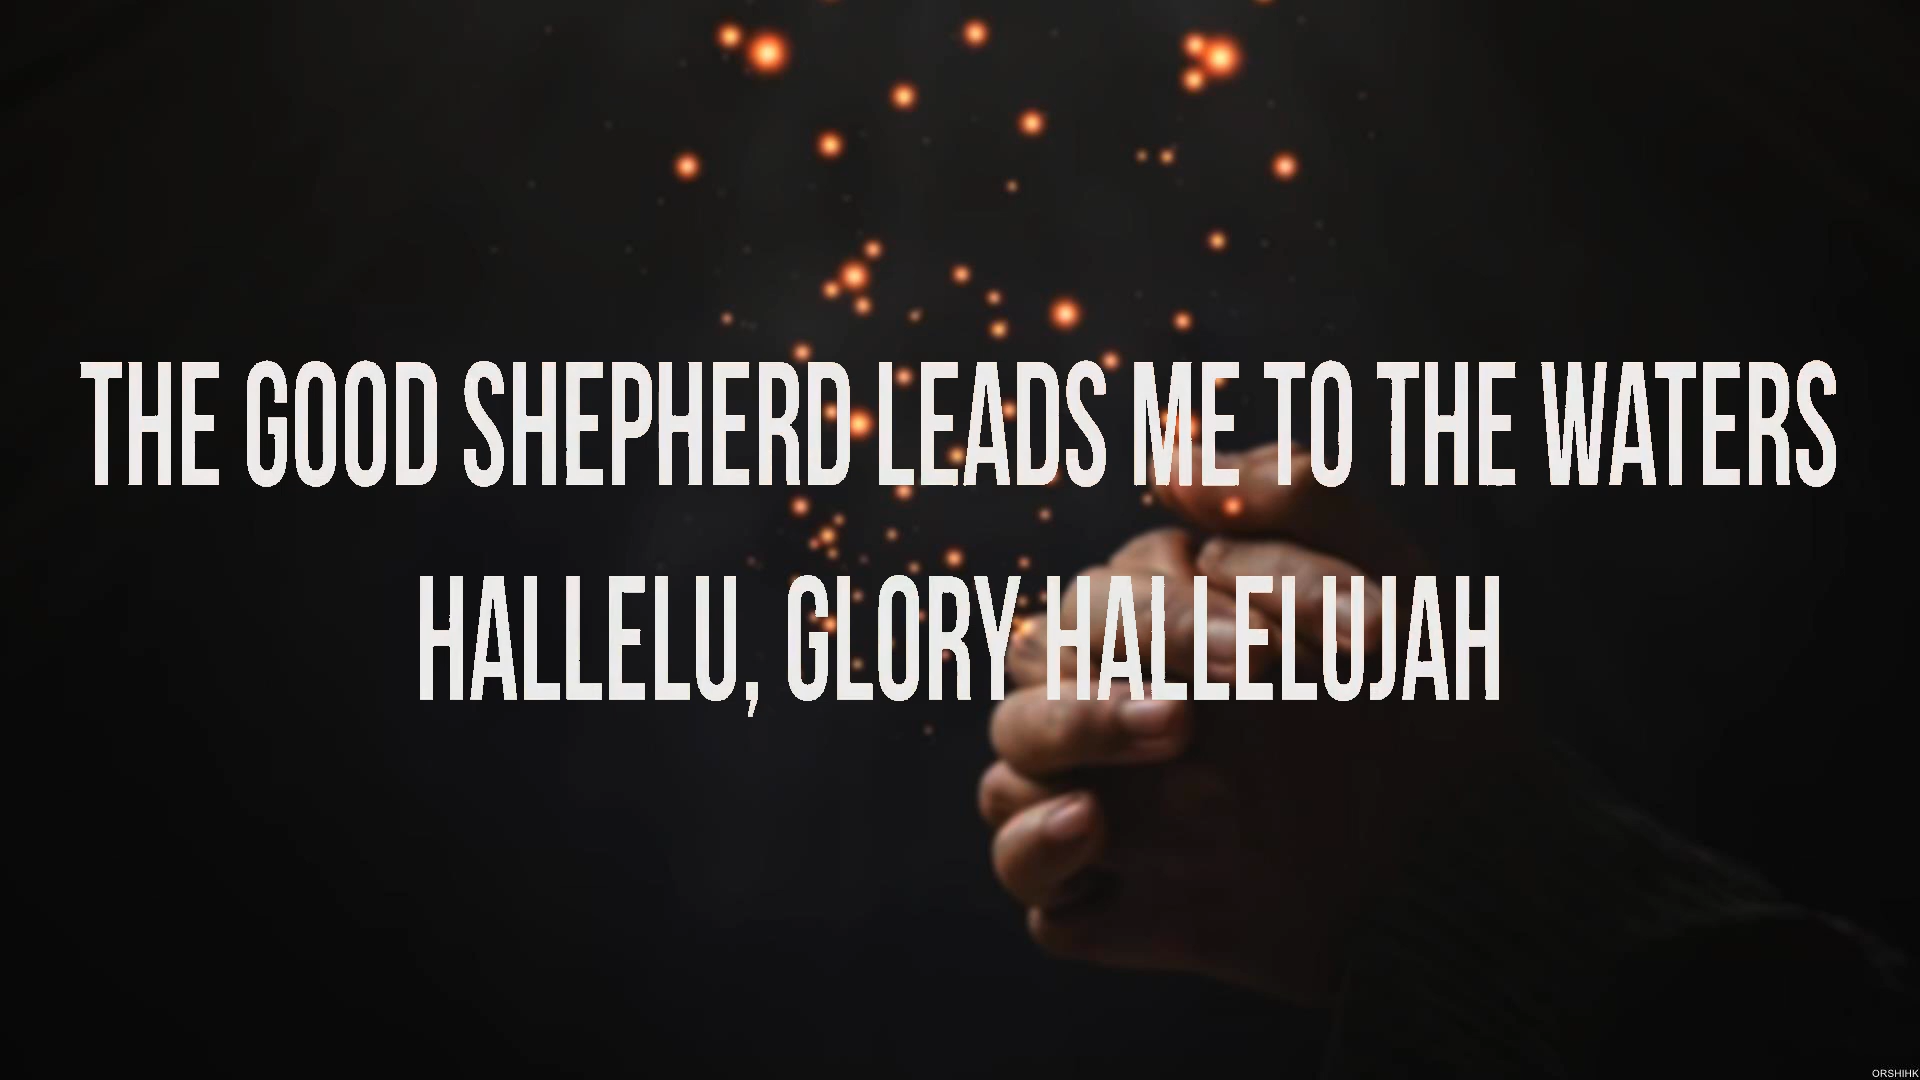 THE GOOD SHEPHERD LEADS ME TO THE WATERS
HALLELU, GLORY HALLELUJAH
ORSHIHK